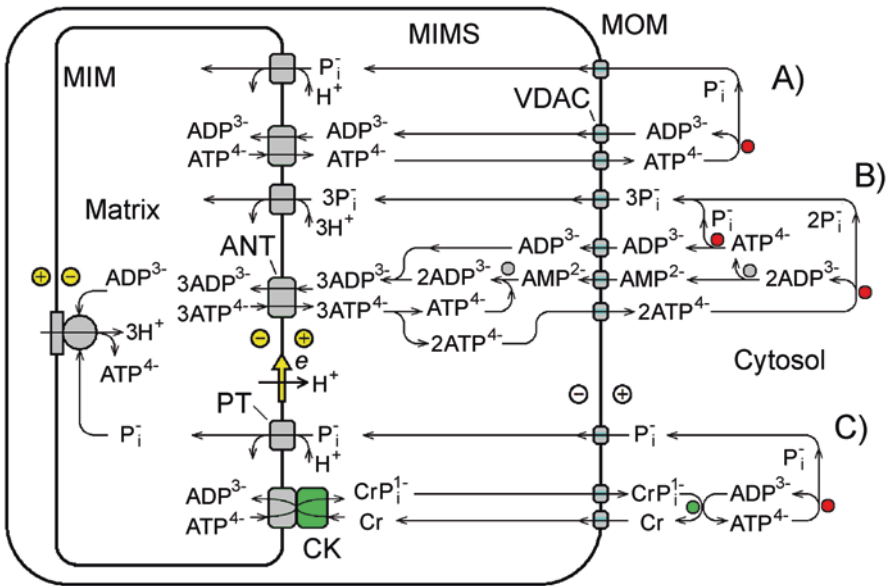 MIMS MOM
MIM
Pᵢ⁻
H⁺
Pᵢ⁻
A)
VDAC
ADP³⁻ ADP³⁻ ADP³⁻
ATP⁴⁻ ATP⁴⁻ ATP⁴⁻
B)
3Pᵢ⁻ 3Pᵢ⁻
3H⁺ Pᵢ⁻ 2Pᵢ⁻
Matrix
ANT
ADP³⁻ ADP³⁻ ATP⁴⁻
+ − ADP³⁻ 3ADP³⁻ 3ADP³⁻ 2ADP³⁻ AMP²⁻ AMP²⁻ 2ADP³⁻
3ATP⁴⁻ 3ATP⁴⁻ ATP⁴⁻ 2ATP⁴⁻
3H⁺
− + 2ATP⁴⁻
ATP⁴⁻
Cytosol
e
H⁺
− +
PT
C)
Pᵢ⁻ Pᵢ⁻ Pᵢ⁻
H⁺ Pᵢ⁻
ADP³⁻ CrPᵢ¹⁻ CrPᵢ¹⁻ ADP³⁻
ATP⁴⁻ Cr Cr ATP⁴⁻
CK